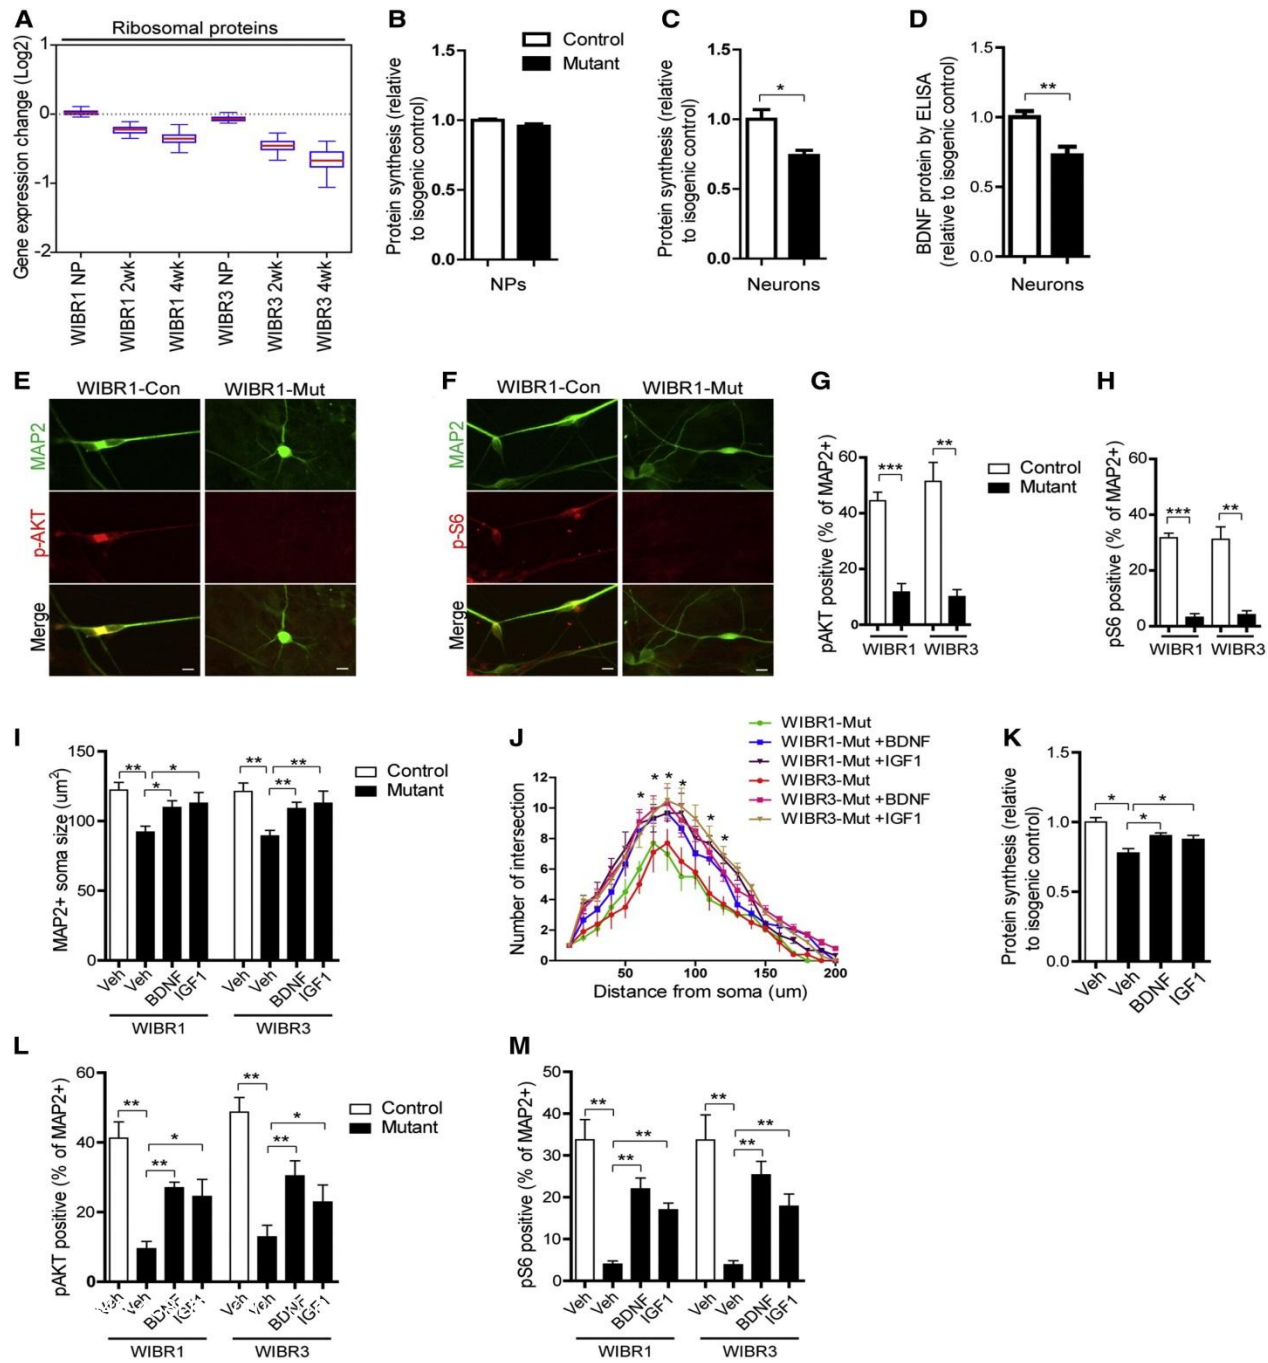 A
Ribosomal proteins
Gene expression change (Log2)
1
0
-1
-2
WIBR1 NP
WIBR1 2wk
WIBR1 4wk
WIBR3 NP
WIBR3 2wk
WIBR3 4wk
B
Control
Mutant
Protein synthesis (relative
to isogenic control)
1.5
1.0
0.5
0.0
NPs
C
Protein synthesis (relative
to isogenic control)
1.5
1.0
0.5
0.0
*
Neurons
D
BDNF protein by ELISA
(relative to isogenic control)
1.5
1.0
0.5
0.0
**
Neurons
E
WIBR1-Con WIBR1-Mut
MAP2
p-AKT
Merge
F
WIBR1-Con WIBR1-Mut
MAP2
p-S6
Merge
G
pAKT positive (% of MAP2+)
60
40
20
0
*** **
WIBR1 WIBR3
Control
Mutant
H
pS6 positive (% of MAP2+)
60
40
20
0
*** **
WIBR1 WIBR3
I
MAP2+ soma size (um²)
150
100
50
0
** * *
** ** **
Control
Mutant
Veh Veh BDNF IGF1 Veh Veh BDNF IGF1
WIBR1 WIBR3
J
WIBR1-Mut
WIBR1-Mut +BDNF
WIBR1-Mut +IGF1
WIBR3-Mut
WIBR3-Mut +BDNF
WIBR3-Mut +IGF1
Number of intersection
12
10
8
6
4
2
0
* * * * * *
50 100 150 200
Distance from soma (um)
K
Protein synthesis (relative
to isogenic control)
1.5
1.0
0.5
0.0
* * *
Veh Veh BDNF IGF1
L
pAKT positive (% of MAP2+)
60
40
20
0
** * **
** * **
Control
Mutant
Veh Veh BDNF IGF1 Veh Veh BDNF IGF1
WIBR1 WIBR3
M
pS6 positive (% of MAP2+)
50
40
30
20
10
0
** ** **
** ** **
Veh Veh BDNF IGF1 Veh Veh BDNF IGF1
WIBR1 WIBR3